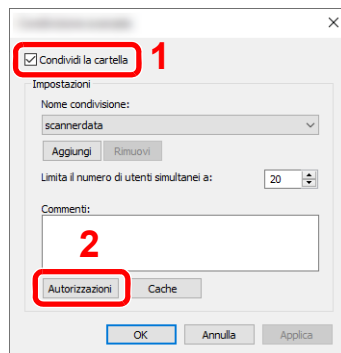 Condividi la cartella 1
Impostazioni
Nome condivisione:
scannerdata
Aggiungi Rimuovi
Limita il numero di utenti simultanei a: 20
Commenti:
2
Autorizzazioni Cache
OK Annulla Applica